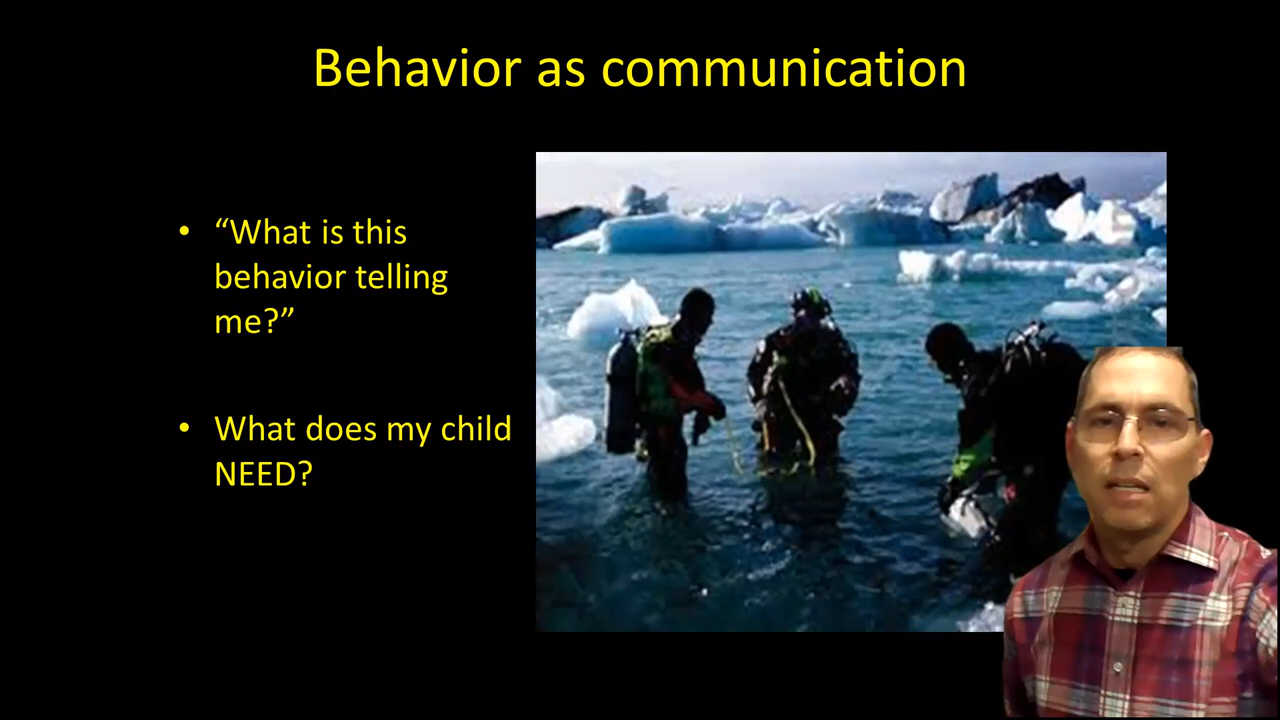 Behavior as communication
• “What is this
behavior telling
me?”
• What does my child
NEED?